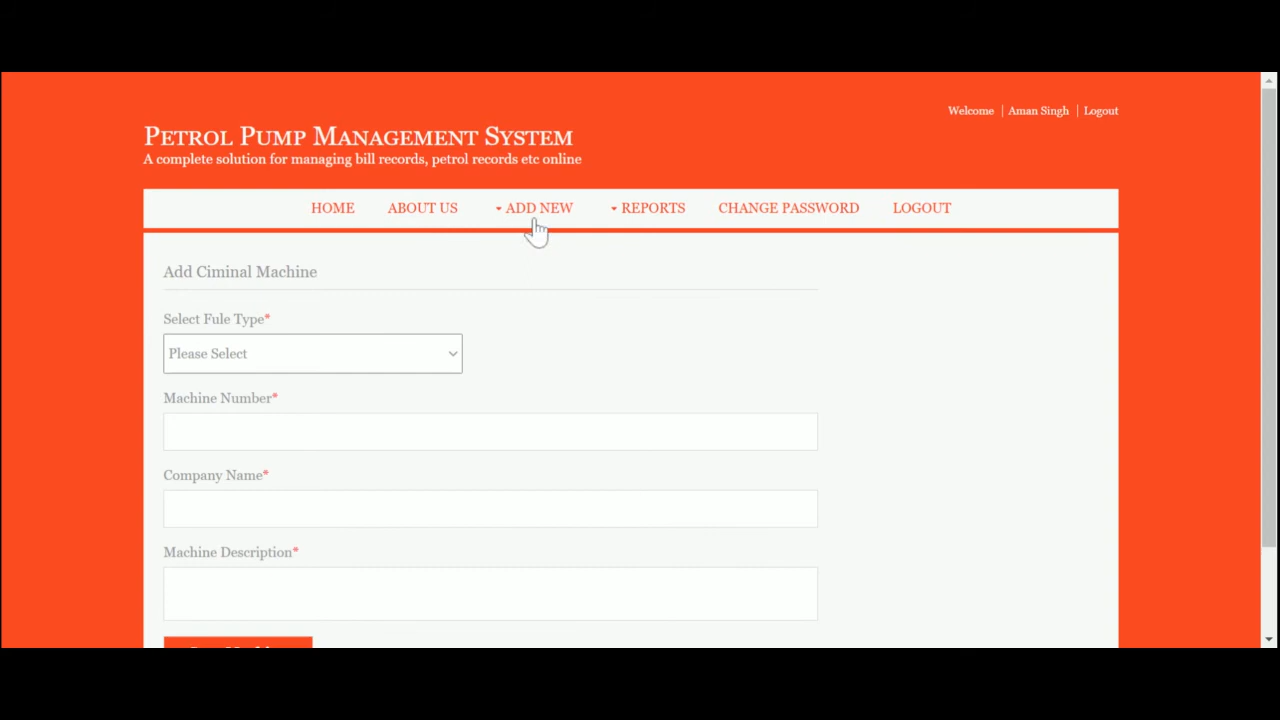 Welcome | Aman Singh | Logout
PETROL PUMP MANAGEMENT SYSTEM
A complete solution for managing bill records, petrol records etc online
HOME ABOUT US ADD NEW REPORTS CHANGE PASSWORD LOGOUT
Add Ciminal Machine
Select Fule Type*
Please Select
Machine Number*
Company Name*
Machine Description*